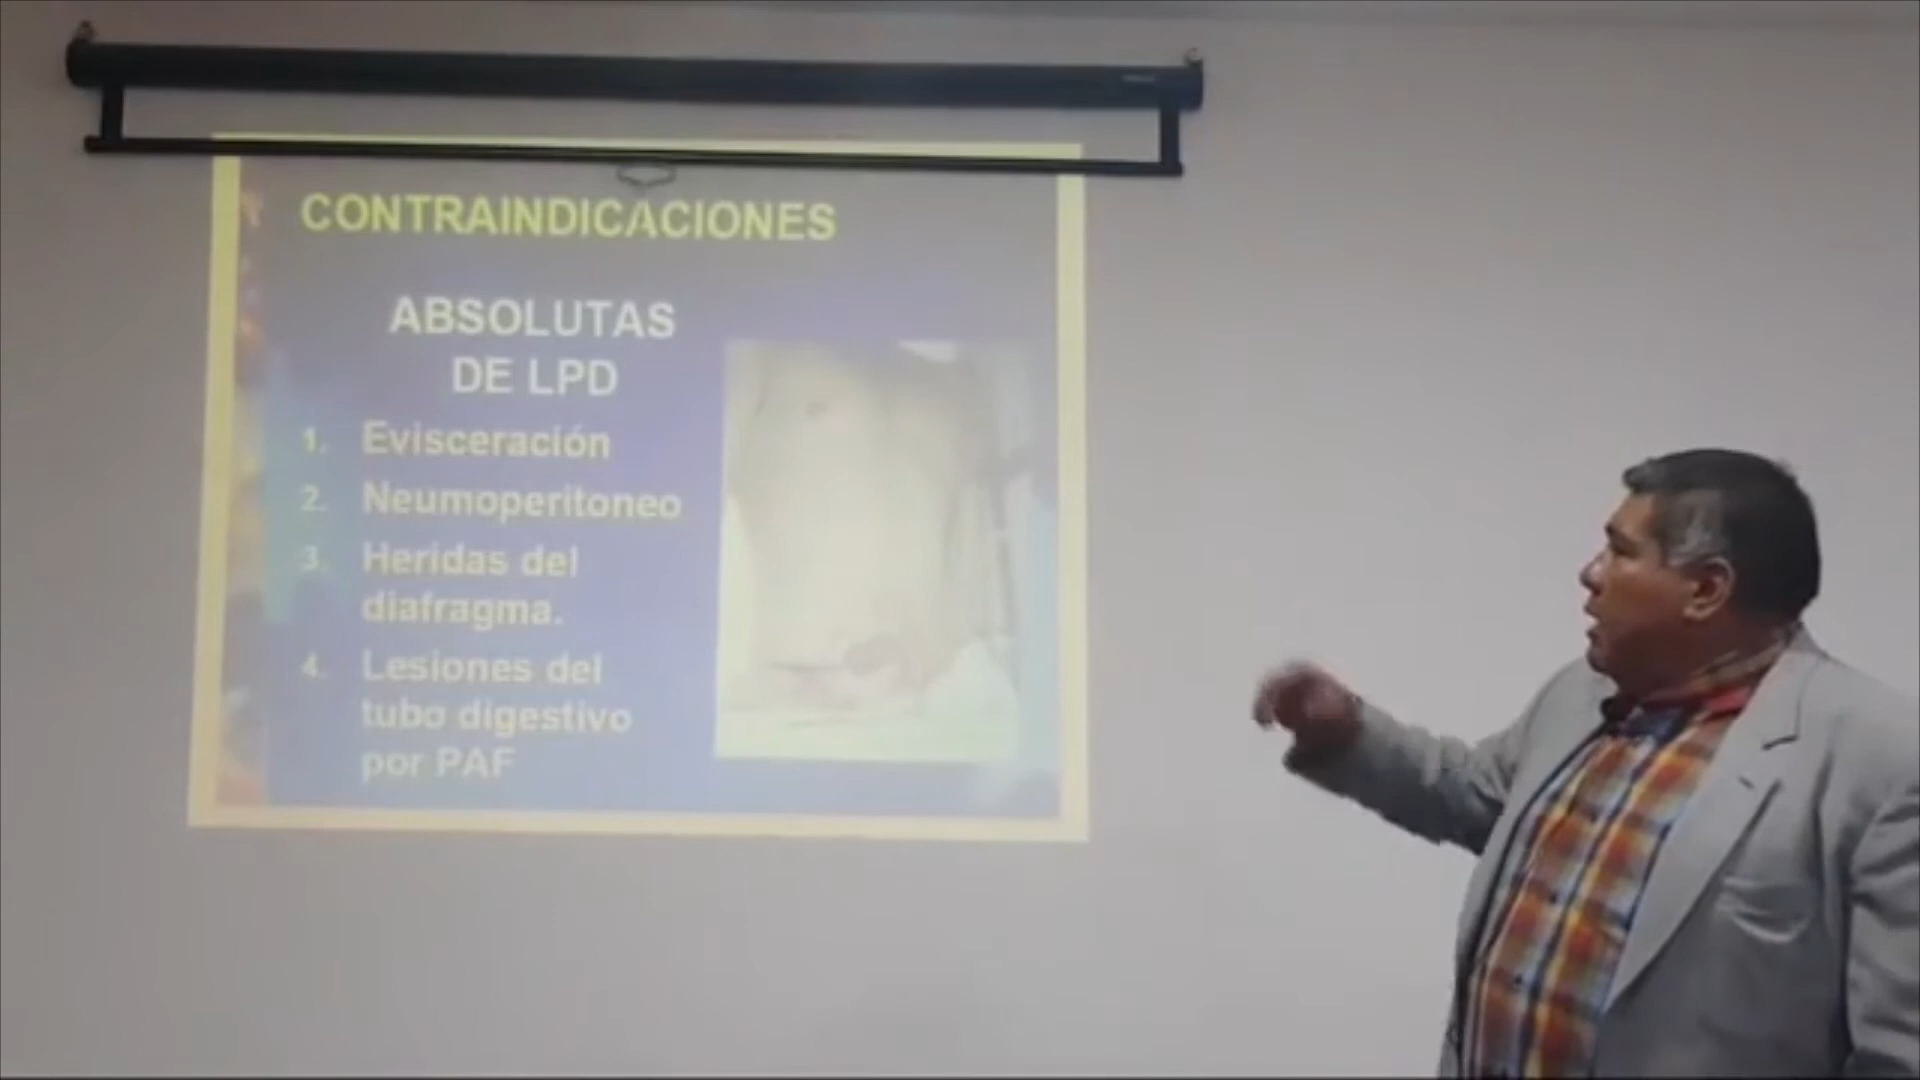 CONTRAINDICACIONES
ABSOLUTAS
DE LPD
1. Evisceración
2. Neumoperitoneo
3. Heridas del
diafragma.
4. Lesiones del
tubo digestivo
por PAF